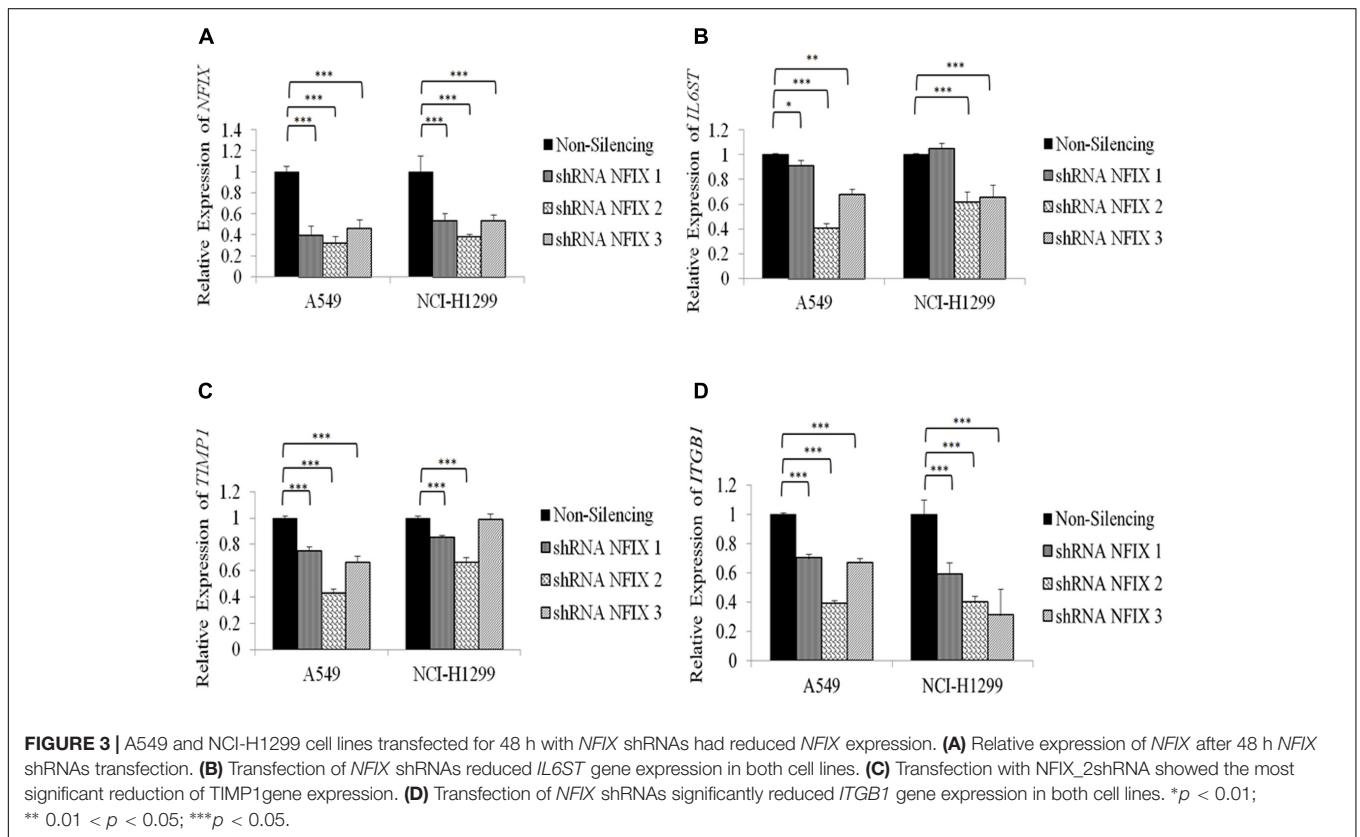 A
Relative Expression of NFIX
1.4
1.2
1
0.8
0.6
0.4
0.2
0
***
***
***
***
***
***
A549
NCI-H1299
Non-Silencing
shRNA NFIX 1
shRNA NFIX 2
shRNA NFIX 3
B
Relative Expression of IL6ST
1.2
1
0.8
0.6
0.4
0.2
0
**
***
*
***
***
A549
NCI-H1299
Non-Silencing
shRNA NFIX 1
shRNA NFIX 2
shRNA NFIX 3
C
Relative Expression of TIMP1
1.2
1
0.8
0.6
0.4
0.2
0
***
***
***
***
***
A549
NCI-H1299
Non-Silencing
shRNA NFIX 1
shRNA NFIX 2
shRNA NFIX 3
D
Relative Expression of ITGB1
1.2
1
0.8
0.6
0.4
0.2
0
***
***
***
***
***
***
A549
NCI-H1299
Non-Silencing
shRNA NFIX 1
shRNA NFIX 2
shRNA NFIX 3
FIGURE 3 | A549 and NCI-H1299 cell lines transfected for 48 h with NFIX shRNAs had reduced NFIX expression. (A) Relative expression of NFIX after 48 h NFIX
shRNAs transfection. (B) Transfection of NFIX shRNAs reduced IL6ST gene expression in both cell lines. (C) Transfection with NFIX_2shRNA showed the most
significant reduction of TIMP1gene expression. (D) Transfection of NFIX shRNAs significantly reduced ITGB1 gene expression in both cell lines. *p < 0.01;
** 0.01 < p < 0.05; ***p < 0.05.